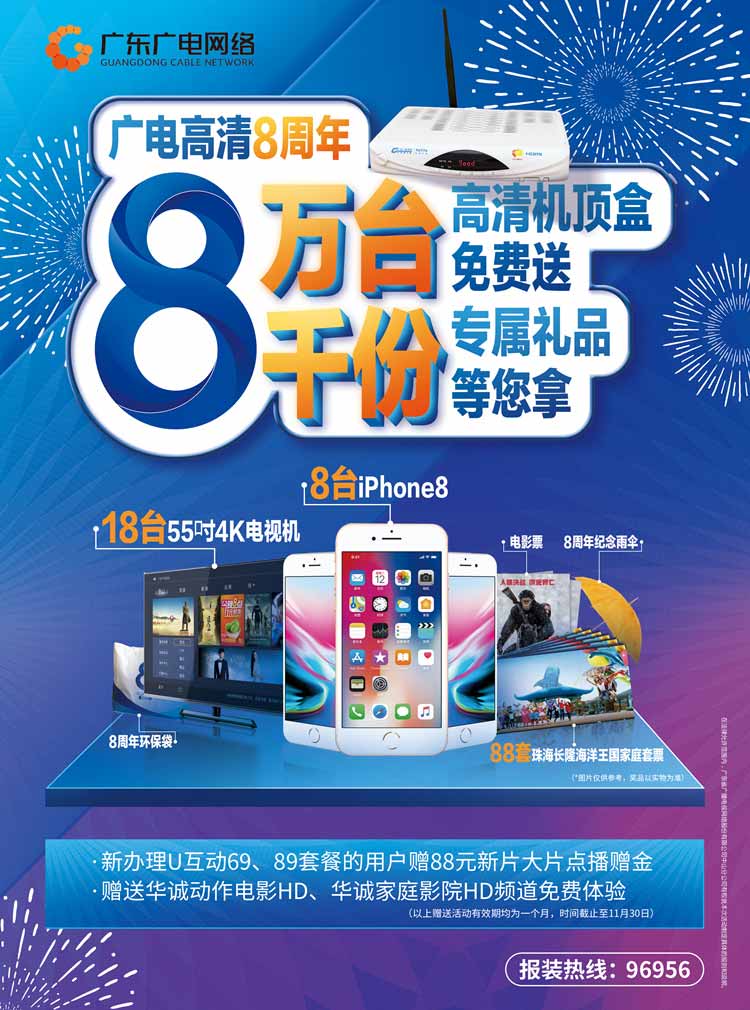 广东广电网络
GUANGDONG CABLE NETWORK
广电高清8周年
8万台
高清机顶盒
免费送
千份
专属礼品
等您拿
8台iPhone8
18台55吋4K电视机
电影票
8周年纪念雨伞
8周年环保袋
88套珠海长隆海洋王国家庭套票
(*图片仅供参考，奖品以实物为准)
·新办理U互动69、89套餐的用户赠88元新片大片点播赠金
·赠送华诚动作电影HD、华诚家庭影院HD频道免费体验
(以上赠送活动有效期均为一个月，时间截止至11月30日)
报装热线：96956